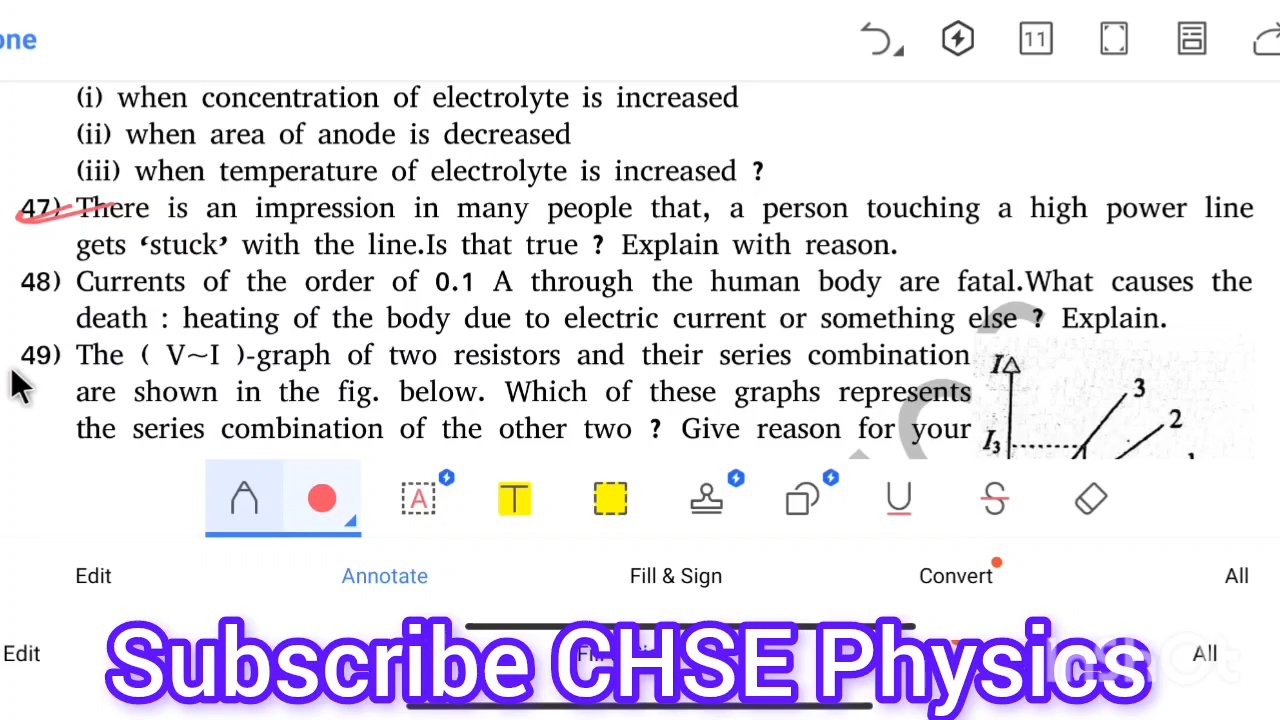 one
11
(i) when concentration of electrolyte is increased
(ii) when area of anode is decreased
(iii) when temperature of electrolyte is increased ?
47) There is an impression in many people that, a person touching a high power line
gets ‘stuck’ with the line.Is that true ? Explain with reason.
48) Currents of the order of 0.1 A through the human body are fatal.What causes the
death : heating of the body due to electric current or something else ? Explain.
49) The ( V~I )-graph of two resistors and their series combination
are shown in the fig. below. Which of these graphs represents
the series combination of the other two ? Give reason for your
I
3
2
I3
A
T
U
S
Edit
Annotate
Fill & Sign
Convert
All
Edit
All
Subscribe CHSE Physics
InShOt